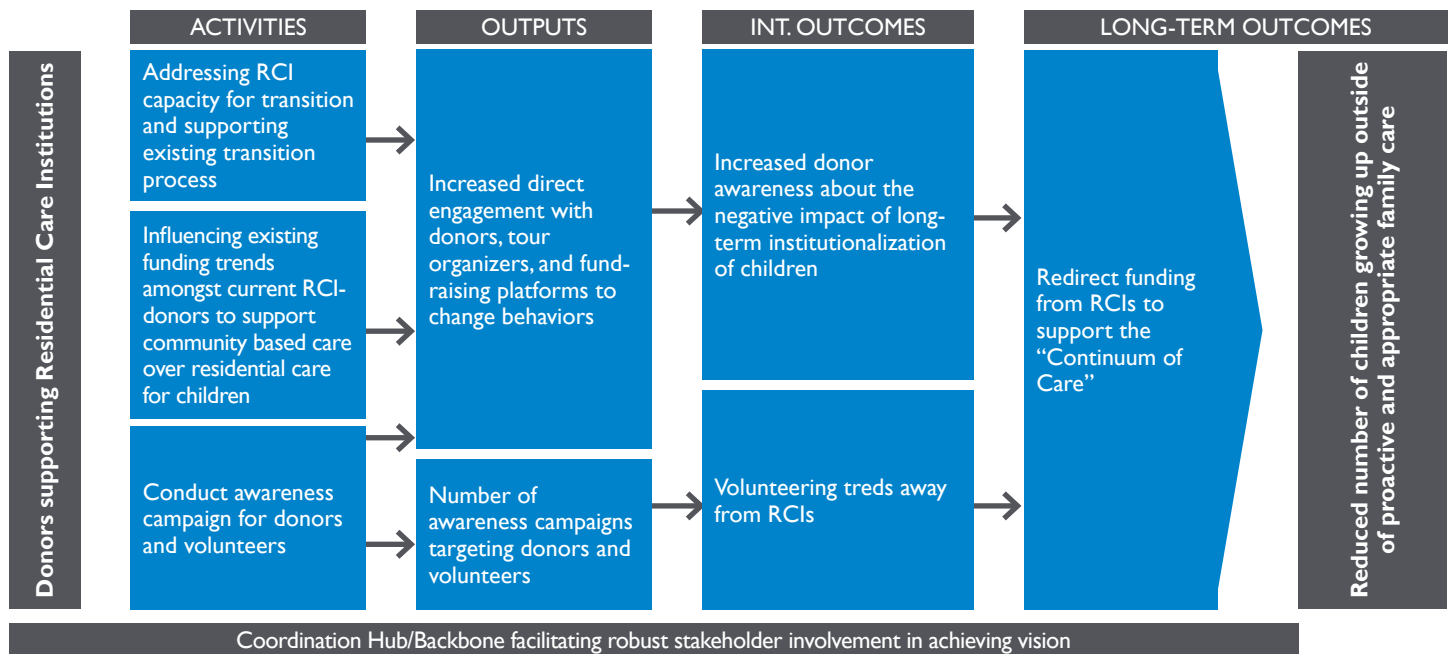 ACTIVITIES
OUTPUTS
INT. OUTCOMES
LONG-TERM OUTCOMES
Donors supporting Residential Care Institutions
Addressing RCI
capacity for transition
and supporting
existing transition
process
Influencing existing
funding trends
amongst current RCI-
donors to support
community based care
over residential care
for children
Conduct awareness
campaign for donors
and volunteers
Increased direct
engagement with
donors, tour
organizers, and fund-
raising platforms to
change behaviors
Number of
awareness campaigns
targeting donors and
volunteers
Increased donor
awareness about the
negative impact of long-
term institutionalization
of children
Volunteering treds away
from RCIs
Redirect funding
from RCIs to
support the
“Continuum of
Care”
Reduced number of children growing up outside
of proactive and appropriate family care
Coordination Hub/Backbone facilitating robust stakeholder involvement in achieving vision